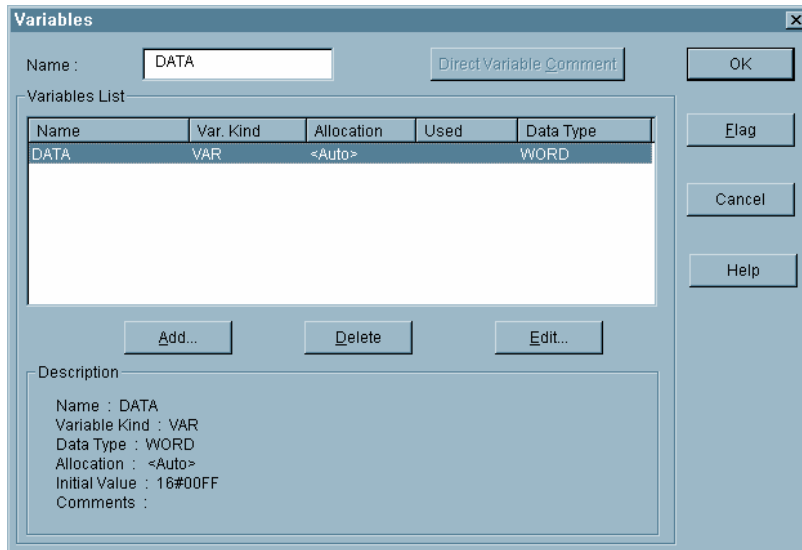 Variables
Name : DATA Direct Variable Comment OK
Variables List
Name Var. Kind Allocation Used Data Type
DATA VAR <Auto> WORD
Flag
Cancel
Help
Add... Delete Edit...
Description
Name : DATA
Variable Kind : VAR
Data Type : WORD
Allocation : <Auto>
Initial Value : 16#00FF
Comments :